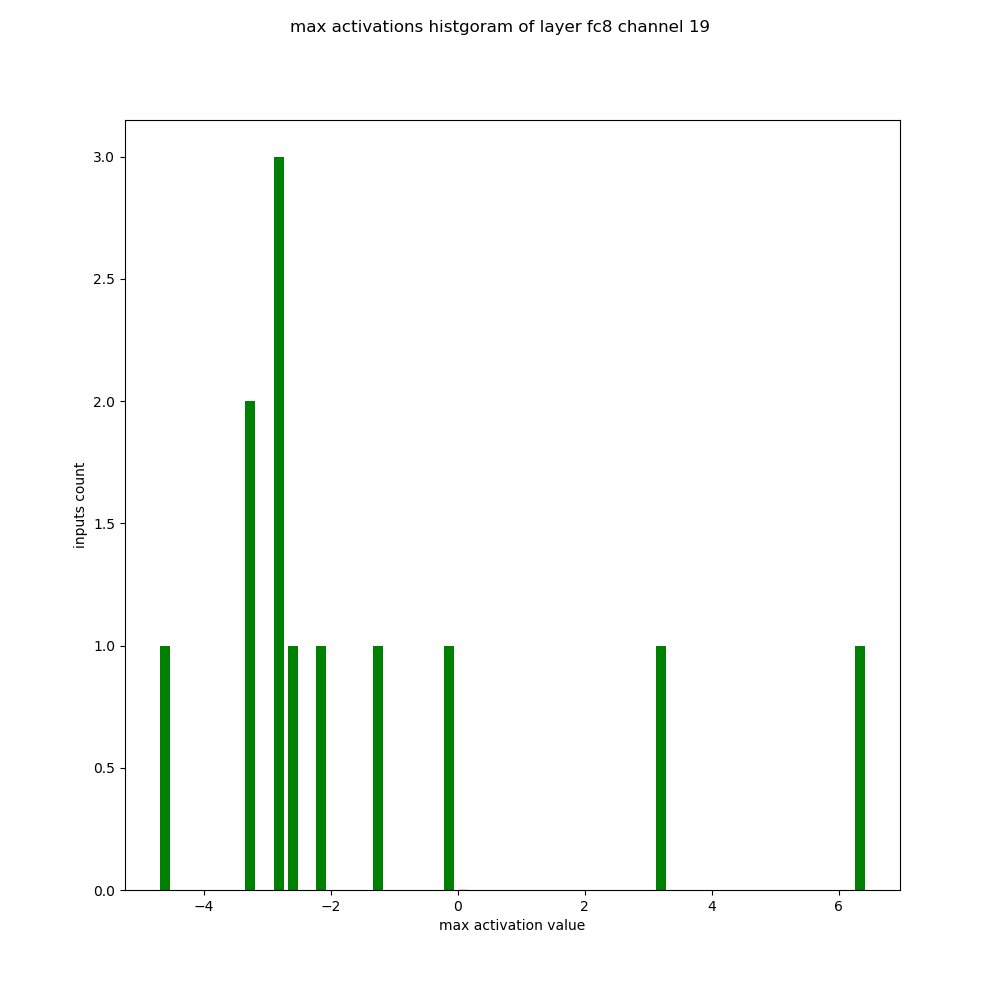 max activations histgoram of layer fc8 channel 19
3.0
2.5
2.0
1.5
1.0
0.5
0.0
inputs count
−4 −2 0 2 4 6
max activation value